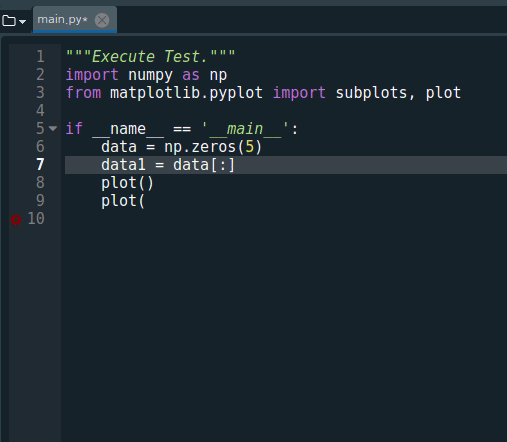 main.py*
1 """Execute Test."""
2 import numpy as np
3 from matplotlib.pyplot import subplots, plot
4
5 if __name__ == '__main__':
6     data = np.zeros(5)
7     data1 = data[:]
8     plot()
9     plot(
10